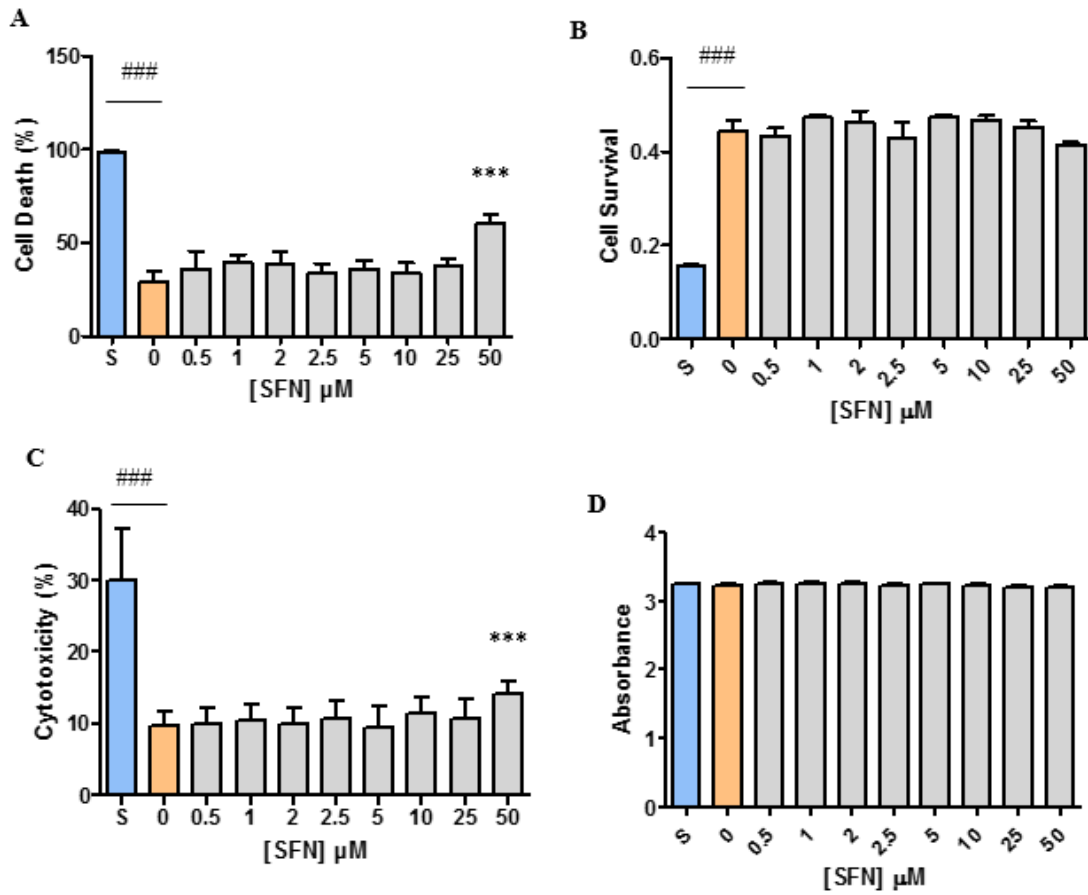 A
Cell Death (%)
150
100
50
0
###
***
S 0 0.5 1 2 2.5 5 10 25 50
[SFN] µM
B
Cell Survival
0.6
0.4
0.2
0.0
###
S 0 0.5 1 2 2.5 5 10 25 50
[SFN] µM
C
Cytotoxicity (%)
40
30
20
10
0
###
***
S 0 0.5 1 2 2.5 5 10 25 50
[SFN] µM
D
Absorbance
4
3
2
1
0
S 0 0.5 1 2 2.5 5 10 25 50
[SFN] µM